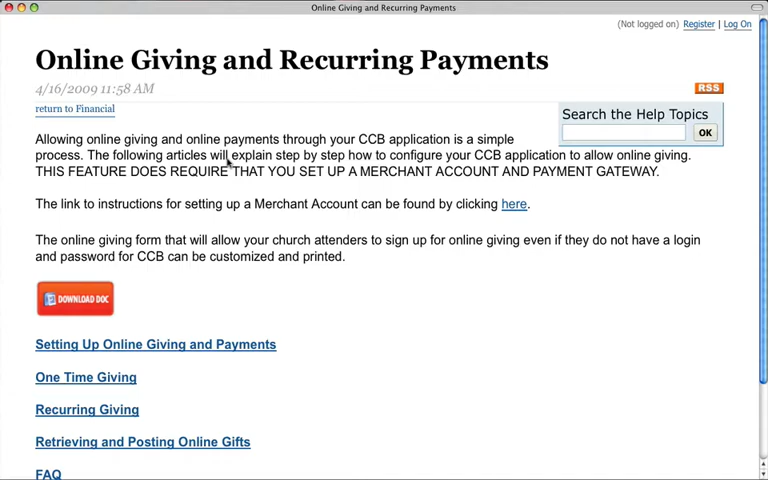 Online Giving and Recurring Payments
(Not logged on) Register | Log On
Online Giving and Recurring Payments
4/16/2009 11:58 AM
RSS
return to Financial
Search the Help Topics
OK
Allowing online giving and online payments through your CCB application is a simple
process. The following articles will explain step by step how to configure your CCB application to allow online giving.
THIS FEATURE DOES REQUIRE THAT YOU SET UP A MERCHANT ACCOUNT AND PAYMENT GATEWAY.
The link to instructions for setting up a Merchant Account can be found by clicking here.
The online giving form that will allow your church attenders to sign up for online giving even if they do not have a login
and password for CCB can be customized and printed.
DOWNLOAD DOC
Setting Up Online Giving and Payments
One Time Giving
Recurring Giving
Retrieving and Posting Online Gifts
FAQ